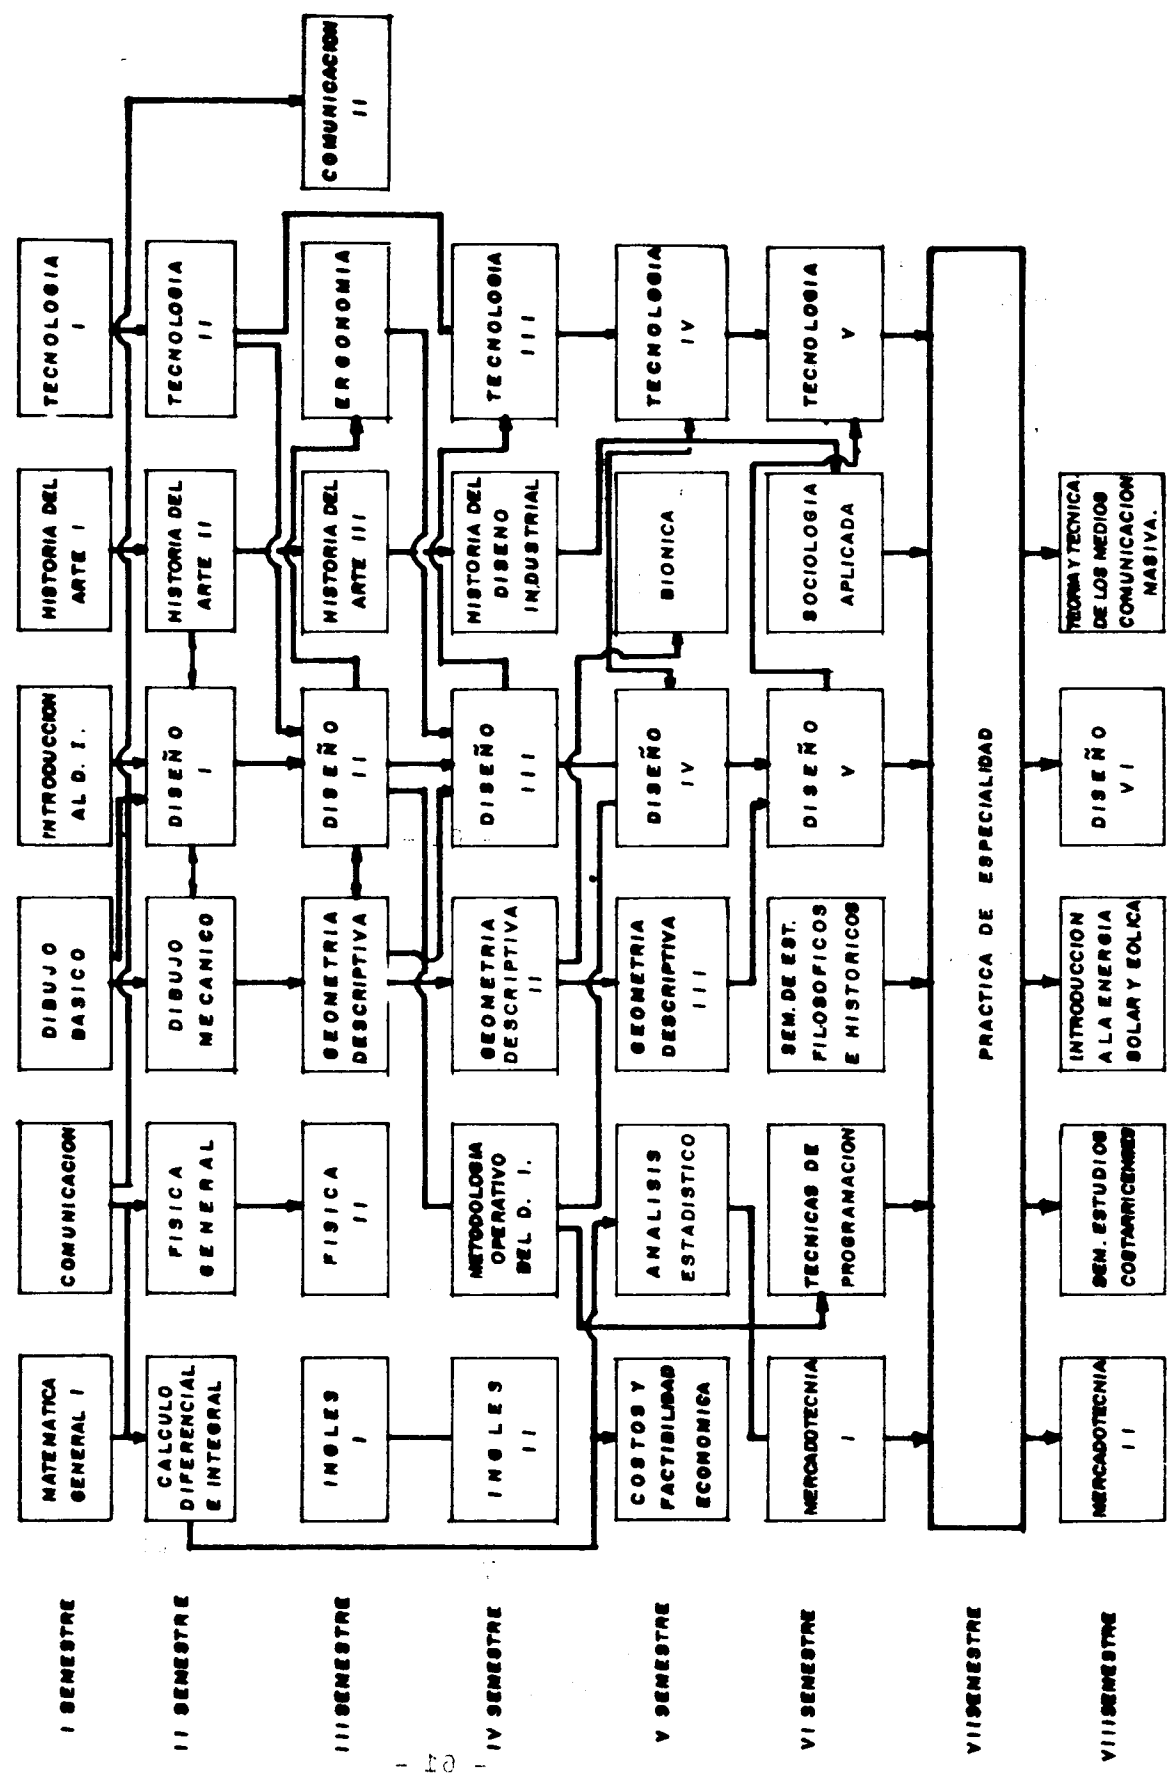 I SEMESTRE
MATEMATICA
GENERAL I
COMUNICACION
DIBUJO
BASICO
INTRODUCCION
AL D. I.
HISTORIA DEL
ARTE I
TECNOLOGIA
I
II SEMESTRE
CALCULO
DIFERENCIAL
E INTEGRAL
FISICA
GENERAL
DIBUJO
MECANICO
DISEÑO
I
HISTORIA DEL
ARTE II
TECNOLOGIA
II
III SEMESTRE
INGLES
I
FISICA
II
GEOMETRIA
DESCRIPTIVA
DISEÑO
II
HISTORIA DEL
ARTE III
ERGONOMIA
COMUNICACION
II
IV SEMESTRE
INGLES
II
METODOLOGIA
OPERATIVO
DEL D. I.
GEOMETRIA
DESCRIPTIVA
II
DISEÑO
III
HISTORIA DEL
DISENO
INDUSTRIAL
TECNOLOGIA
III
V SEMESTRE
COSTOS Y
FACTIBILIDAD
ECONOMICA
ANALISIS
ESTADISTICO
GEOMETRIA
DESCRIPTIVA
III
DISEÑO
IV
BIONICA
TECNOLOGIA
IV
VI SEMESTRE
MERCADOTECNIA
I
TECNICAS DE
PROGRAMACION
SEM. DE EST.
FILOSOFICOS
E HISTORICOS
DISEÑO
V
SOCIOLOGIA
APLICADA
TECNOLOGIA
V
VII SEMESTRE
PRACTICA DE ESPECIALIDAD
VIII SEMESTRE
MERCADOTECNIA
II
SEM. ESTUDIOS
COSTARRICENSES
INTRODUCCION
A LA ENERGIA
SOLAR Y EOLICA
DISEÑO
VI
TEORIA Y TECNICA.
DE LOS MEDIOS
COMUNICACION
MASIVA.
- 61 -